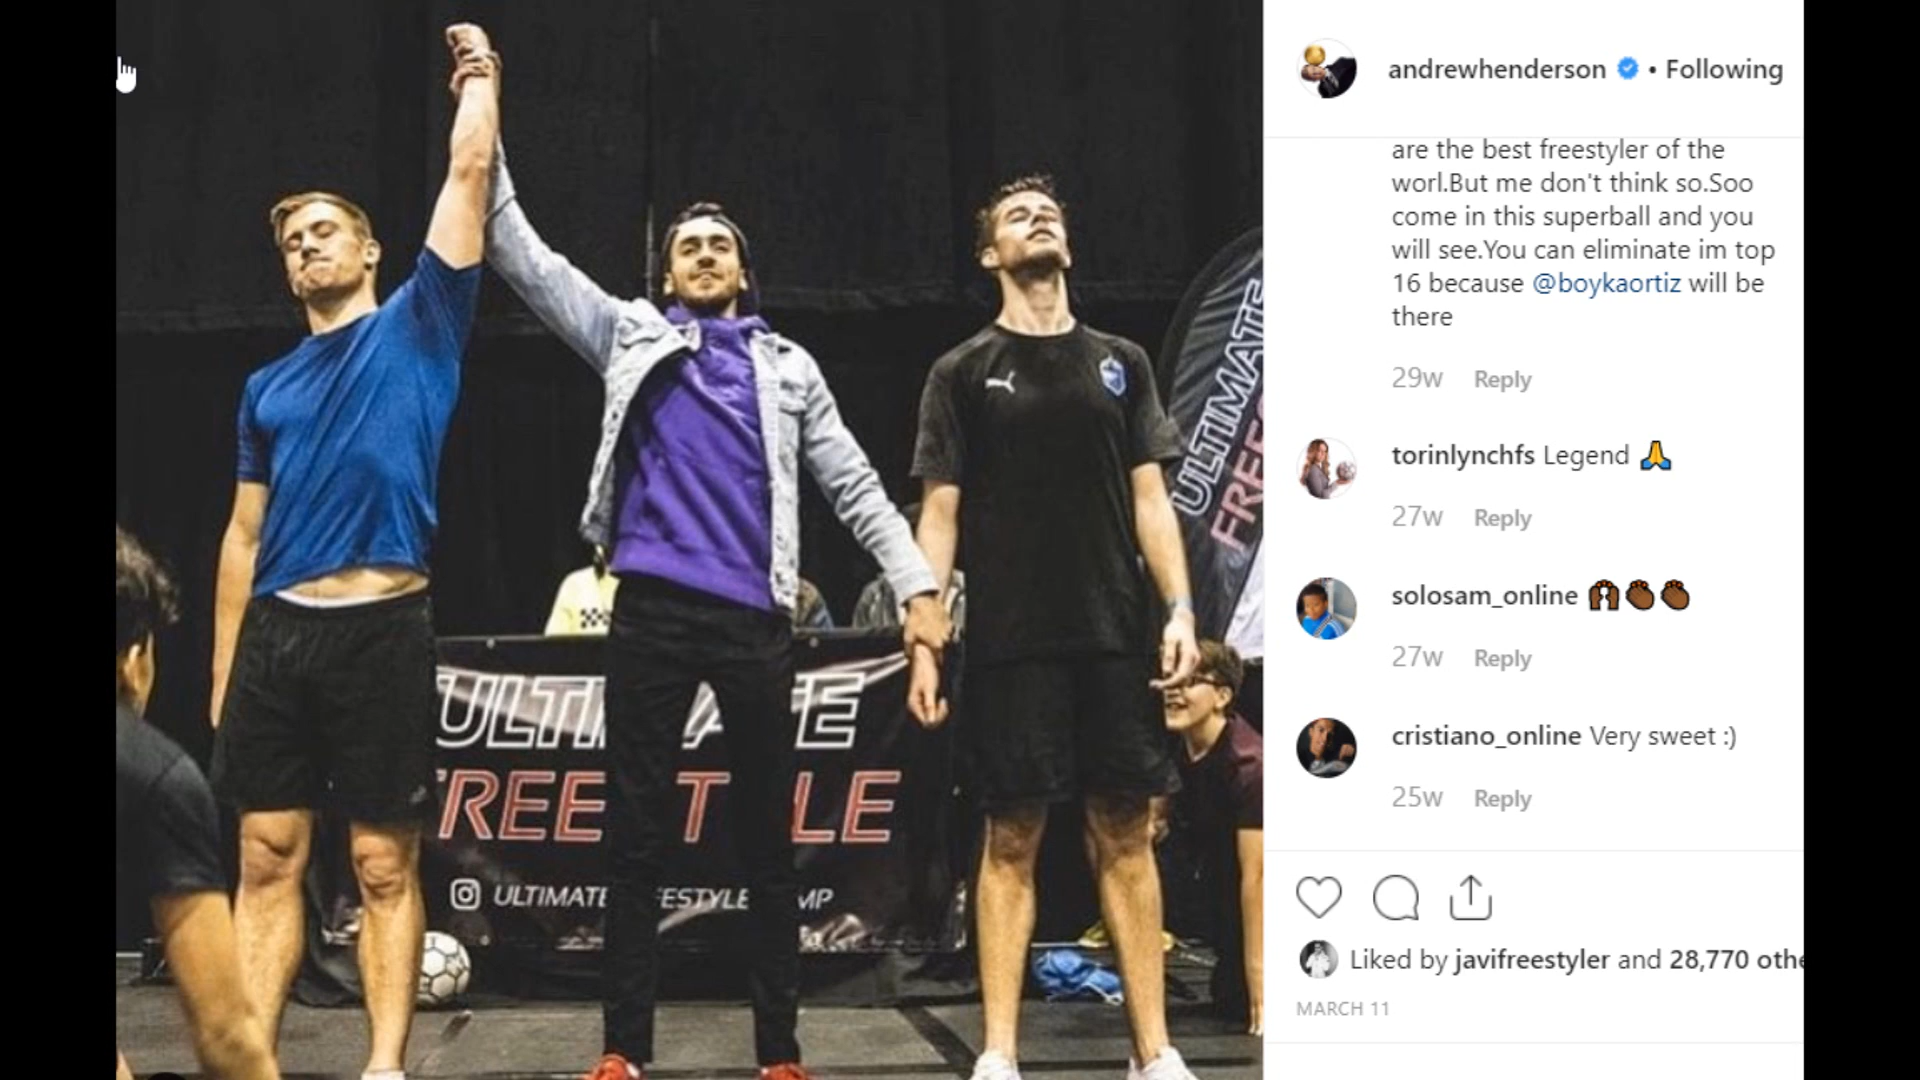 andrewhenderson • Following
are the best freestyler of the
worl.But me don't think so.Soo
come in this superball and you
will see.You can eliminate im top
16 because @boykaortiz will be
there
29w Reply
torinlynchfs Legend 🙏
27w Reply
solosam_online
27w Reply
cristiano_online Very sweet :)
25w Reply
Liked by javifreestyler and 28,770 othe
MARCH 11
ULTIMATE
FREE
ULTI A E
REE T LE
ULTIMATE ESTYLE MP